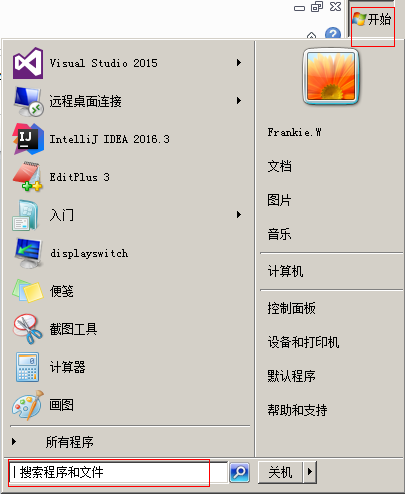 开始
Visual Studio 2015
远程桌面连接
IntelliJ IDEA 2016.3
EditPlus 3
入门
displayswitch
便笺
截图工具
计算器
画图
所有程序
搜索程序和文件
Frankie.W
文档
图片
音乐
计算机
控制面板
设备和打印机
默认程序
帮助和支持
关机